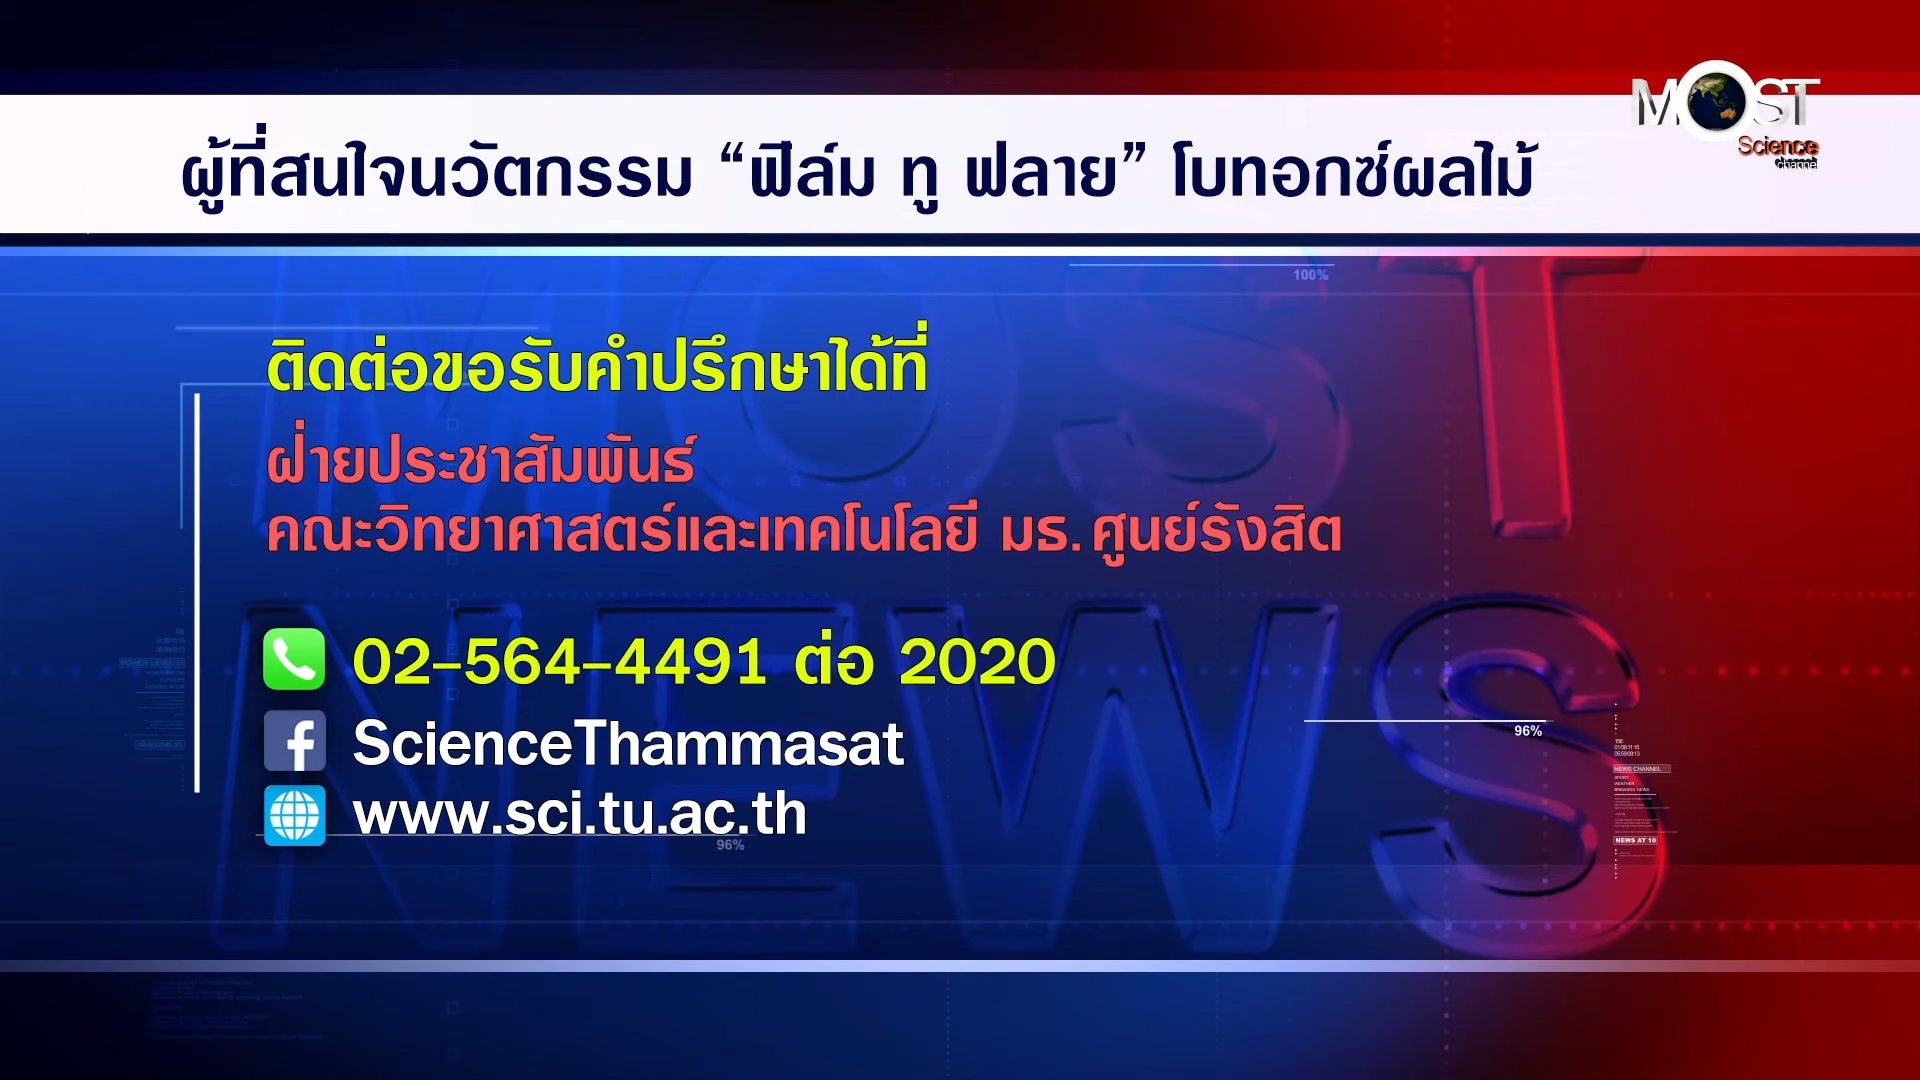 MOST
Science
channel
ผู้ที่สนใจนวัตกรรม “ฟิล์ม ทู ฟลาย” โบทอกซ์ผลไม้
100%
ติดต่อขอรับคำปรึกษาได้ที่
ฝ่ายประชาสัมพันธ์
คณะวิทยาศาสตร์และเทคโนโลยี มธ. ศูนย์รังสิต
02-564-4491 ต่อ 2020
ScienceThammasat
www.sci.tu.ac.th
96%
96%
MOST
NEWS
NEWS CHANNEL
SPORT
WEATHER
BREAKING NEWS
NEWS AT 10